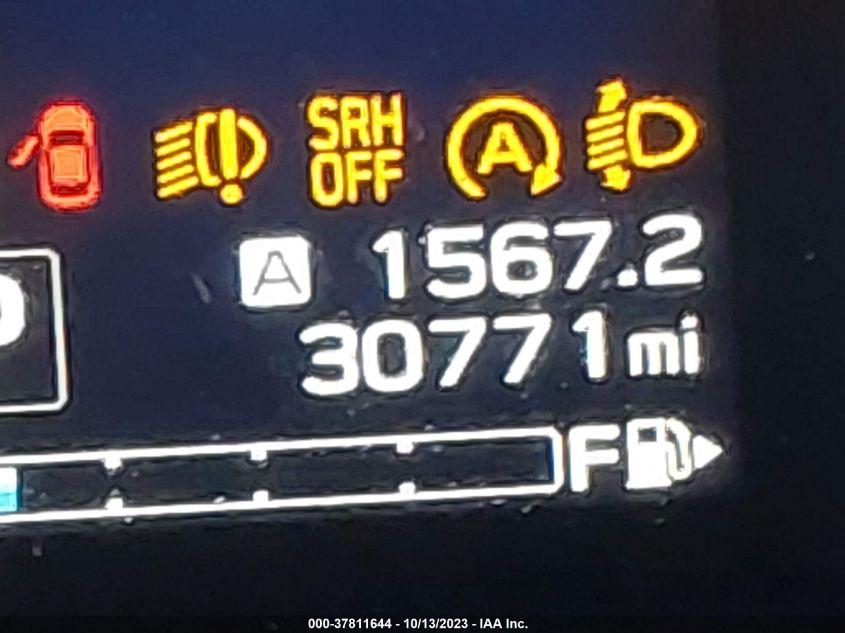 SRH
OFF
A
A 1567.2
30771 mi
F
000-37811644 - 10/13/2023 - IAA Inc.